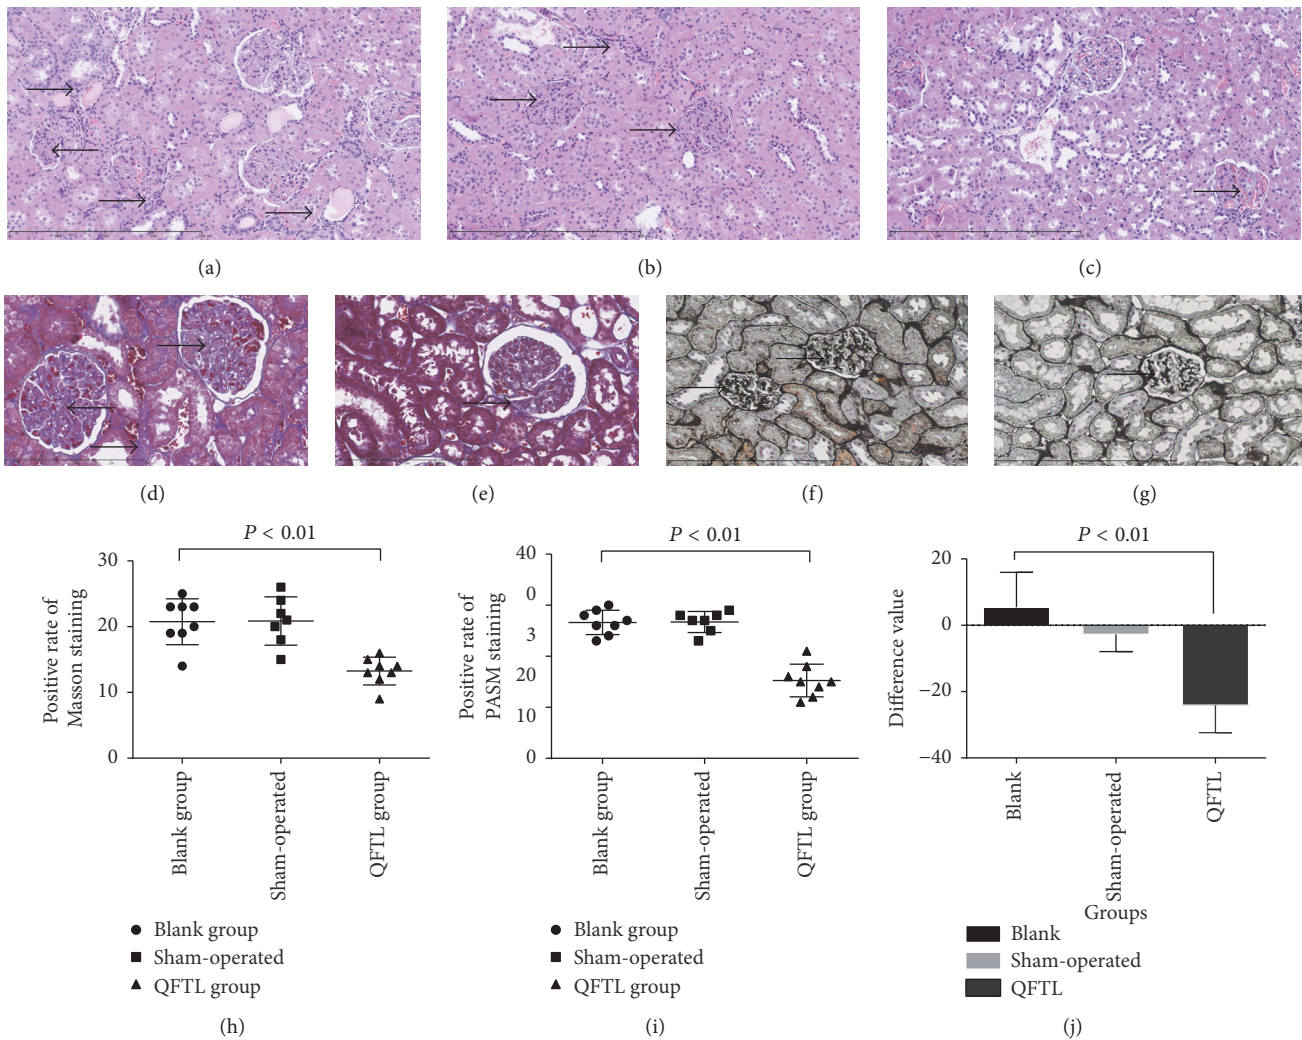 (a)
(b)
(c)
(d)
(e)
(f)
(g)
P < 0.01
30
20
10
0
Positive rate of
Masson staining
Blank group
Sham-operated
QFTL group
Blank group
Sham-operated
QFTL group
(h)
P < 0.01
40
0
3
20
10
0
Positive rate of
PASM staining
Blank group
Sham-operated
QFTL group
Blank group
Sham-operated
QFTL group
(i)
P < 0.01
20
0
−20
−40
Difference value
Blank
Sham-operated
QFTL
Groups
Blank
Sham-operated
QFTL
(j)